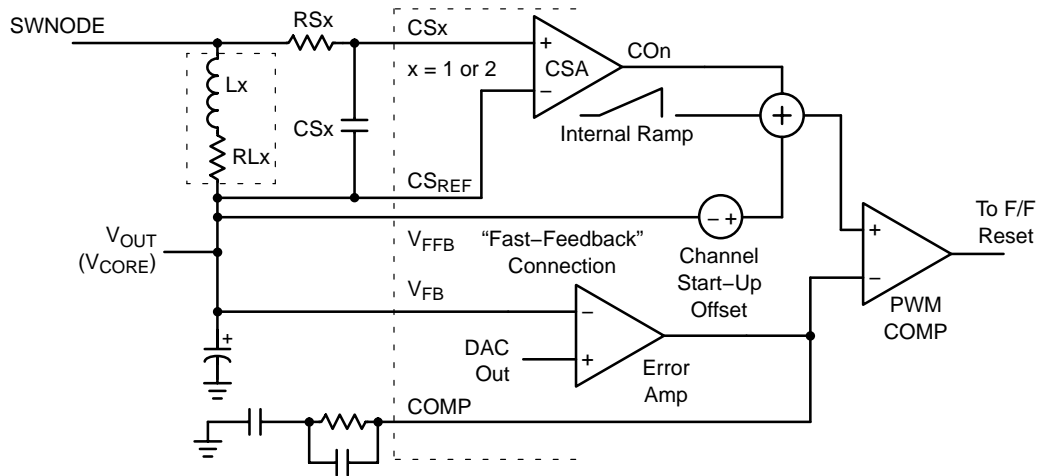 SWNODE
RSx
CSx
x = 1 or 2
+
CSA
−
COn
Lx
CSx
RLx
Internal Ramp
+
CSREF
− +
VOUT
(VCORE)
VFFB
“Fast−Feedback”
Connection
Channel
Start−Up
Offset
+
−
PWM
COMP
To F/F
Reset
VFB
−
+
DAC
Out
Error
Amp
+
COMP